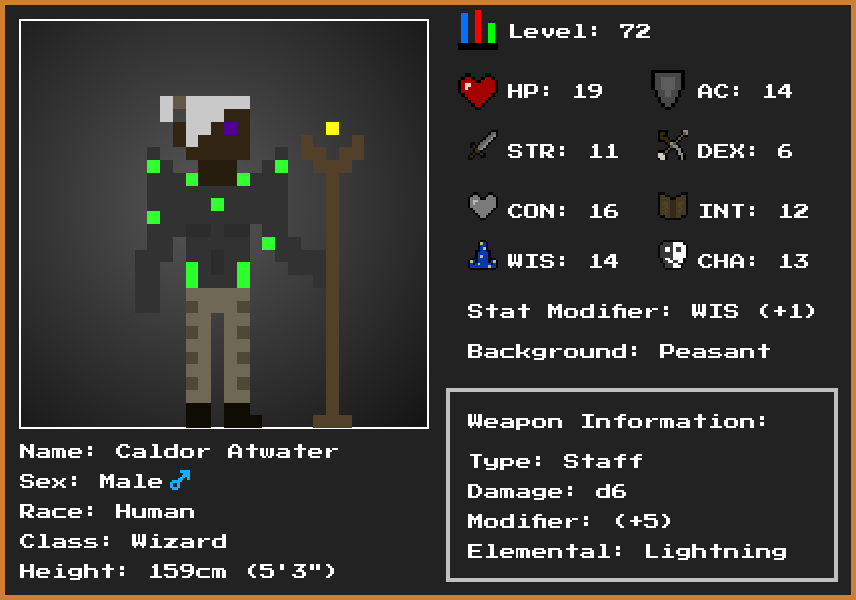 Level: 72
HP: 19 AC: 14
STR: 11 DEX: 6
CON: 16 INT: 12
WIS: 14 CHA: 13
Stat Modifier: WIS (+1)
Background: Peasant
Weapon Information:
Type: Staff
Damage: d6
Modifier: (+5)
Elemental: Lightning
Name: Caldor Atwater
Sex: Male♂
Race: Human
Class: Wizard
Height: 159cm (5'3")